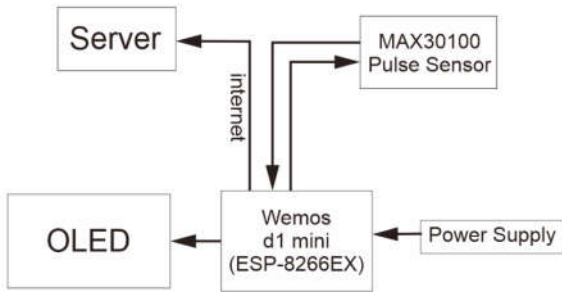 Server
MAX30100
Pulse Sensor
internet
OLED
Wemos
d1 mini
(ESP-8266EX)
Power Supply